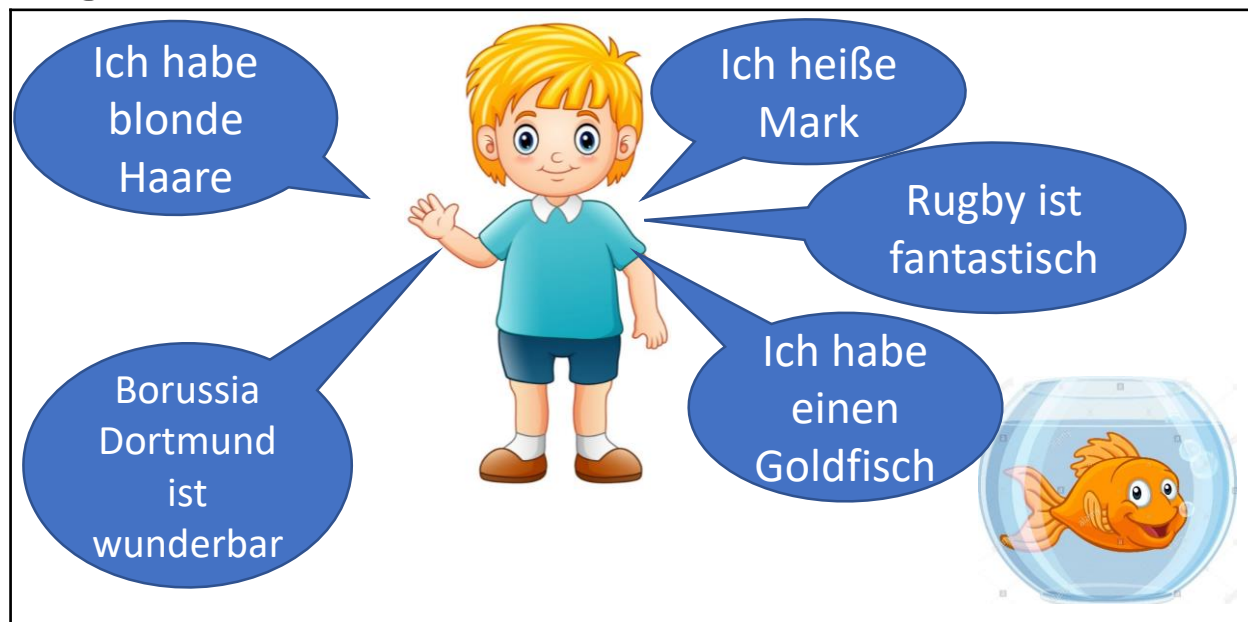 Ich habe
blonde
Haare
Ich heiße
Mark
Rugby ist
fantastisch
Borussia
Dortmund
ist
wunderbar
Ich habe
einen
Goldfisch